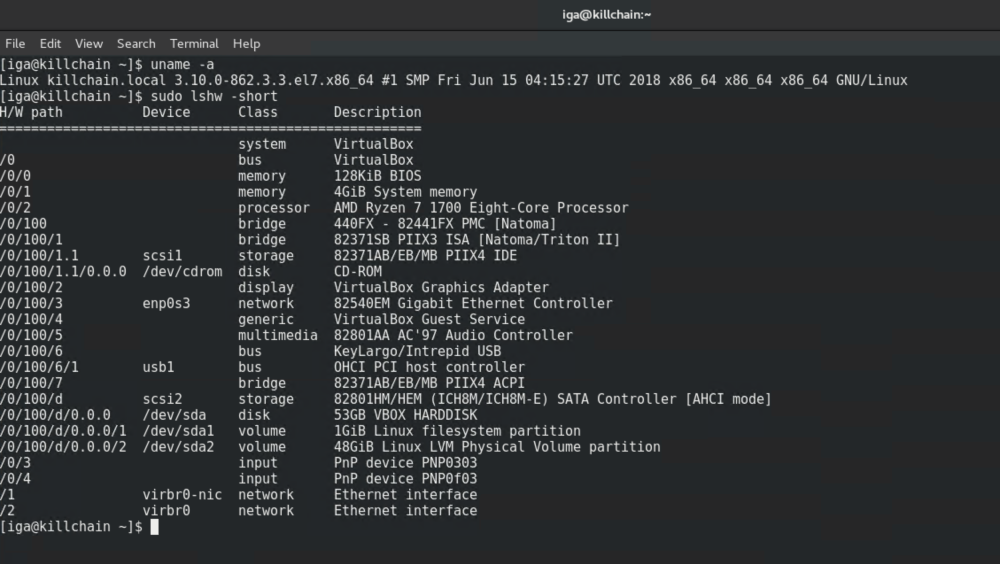 iga@killchain:~
File Edit View Search Terminal Help
[iga@killchain ~]$ uname -a
Linux killchain.local 3.10.0-862.3.3.el7.x86_64 #1 SMP Fri Jun 15 04:15:27 UTC 2018 x86_64 x86_64 x86_64 GNU/Linux
[iga@killchain ~]$ sudo lshw -short
H/W path          Device      Class       Description
=====================================================
                              system      VirtualBox
/0                            bus         VirtualBox
/0/0                          memory      128KiB BIOS
/0/1                          memory      4GiB System memory
/0/2                          processor   AMD Ryzen 7 1700 Eight-Core Processor
/0/100                        bridge      440FX - 82441FX PMC [Natoma]
/0/100/1                      bridge      82371SB PIIX3 ISA [Natoma/Triton II]
/0/100/1.1        scsi1       storage     82371AB/EB/MB PIIX4 IDE
/0/100/1.1/0.0.0  /dev/cdrom  disk        CD-ROM
/0/100/2                      display     VirtualBox Graphics Adapter
/0/100/3          enp0s3      network     82540EM Gigabit Ethernet Controller
/0/100/4                      generic     VirtualBox Guest Service
/0/100/5                      multimedia  82801AA AC'97 Audio Controller
/0/100/6                      bus         KeyLargo/Intrepid USB
/0/100/6/1        usb1        bus         OHCI PCI host controller
/0/100/7                      bridge      82371AB/EB/MB PIIX4 ACPI
/0/100/d          scsi2       storage     82801HM/HEM (ICH8M/ICH8M-E) SATA Controller [AHCI mode]
/0/100/d/0.0.0    /dev/sda    disk        53GB VBOX HARDDISK
/0/100/d/0.0.0/1  /dev/sda1   volume      1GiB Linux filesystem partition
/0/100/d/0.0.0/2  /dev/sda2   volume      48GiB Linux LVM Physical Volume partition
/0/3                          input       PnP device PNP0303
/0/4                          input       PnP device PNP0f03
/1                virbr0-nic  network     Ethernet interface
/2                virbr0      network     Ethernet interface
[iga@killchain ~]$